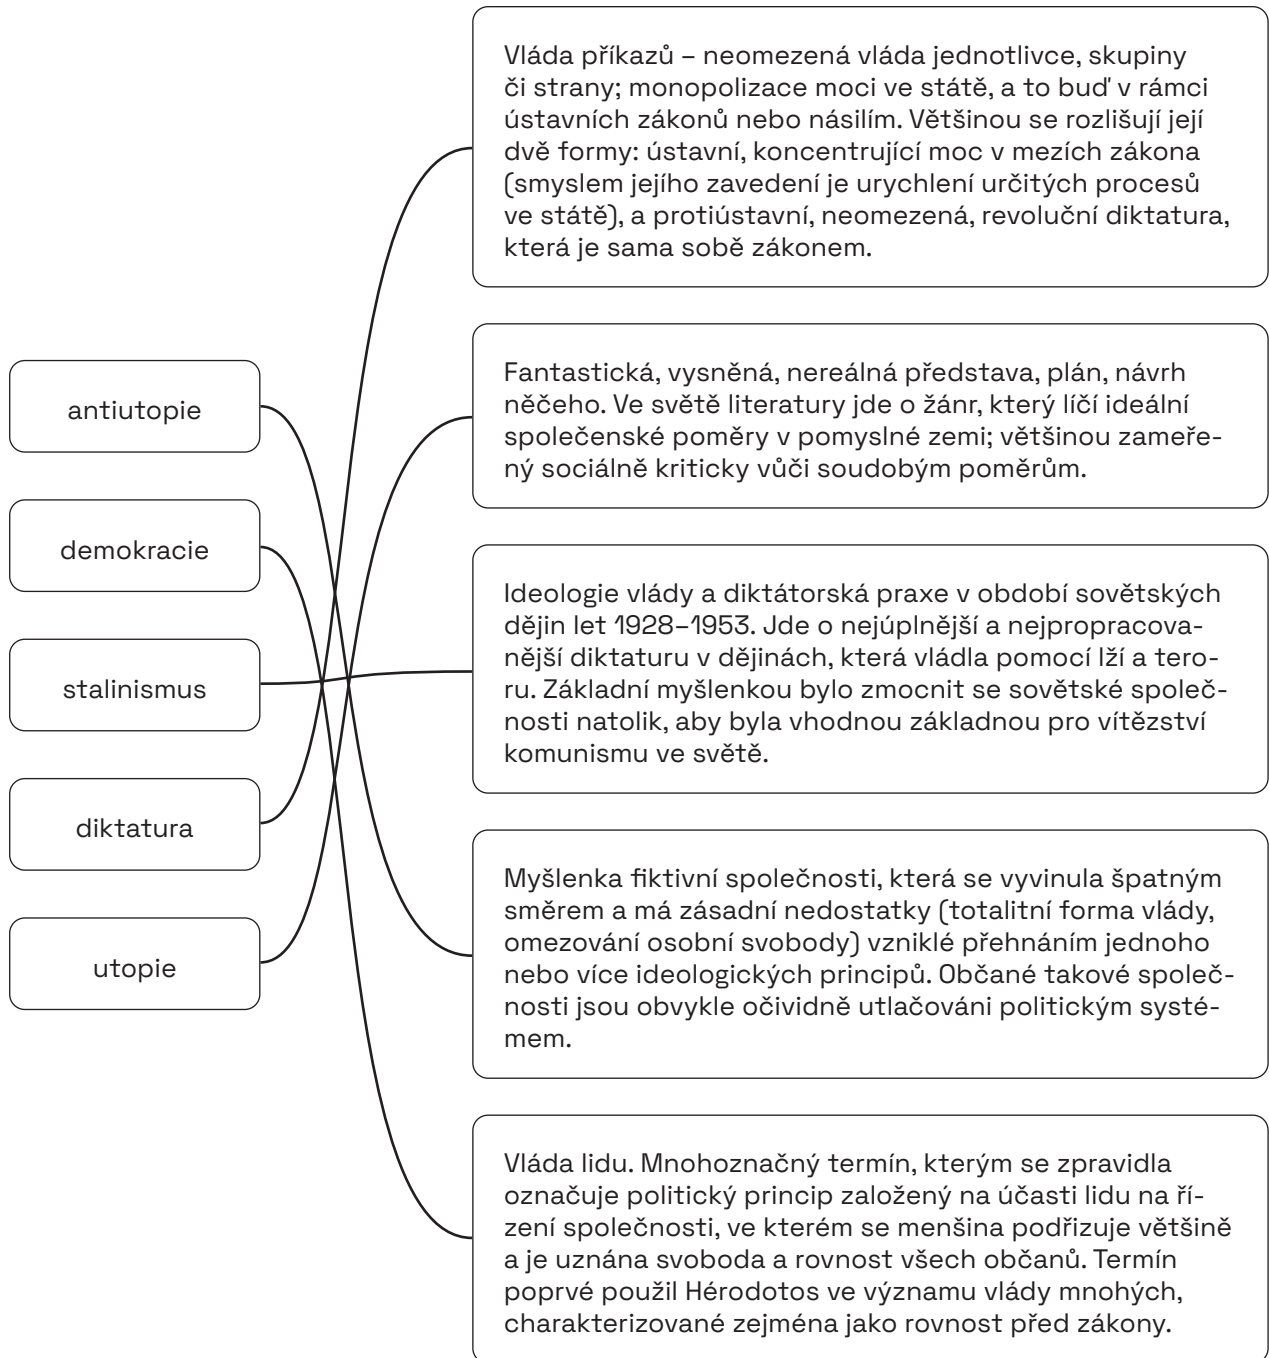 Vláda příkazů – neomezená vláda jednotlivce, skupiny
či strany; monopolizace moci ve státě, a to buď v rámci
ústavních zákonů nebo násilím. Většinou se rozlišují její
dvě formy: ústavní, koncentrující moc v mezích zákona
(smyslem jejího zavedení je urychlení určitých procesů
ve státě), a protiústavní, neomezená, revoluční diktatura,
která je sama sobě zákonem.
Fantastická, vysněná, nereálná představa, plán, návrh
něčeho. Ve světě literatury jde o žánr, který líčí ideální
společenské poměry v pomyslné zemi; většinou zaměře-
ný sociálně kriticky vůči soudobým poměrům.
antiutopie
demokracie
stalinismus
diktatura
utopie
Ideologie vlády a diktátorská praxe v období sovětských
dějin let 1928–1953. Jde o nejúplnější a nejpropracova-
nější diktaturu v dějinách, která vládla pomocí lží a tero-
ru. Základní myšlenkou bylo zmocnit se sovětské společ-
nosti natolik, aby byla vhodnou základnou pro vítězství
komunismu ve světě.
Myšlenka fiktivní společnosti, která se vyvinula špatným
směrem a má zásadní nedostatky (totalitní forma vlády,
omezování osobní svobody) vzniklé přehnáním jednoho
nebo více ideologických principů. Občané takové společ-
nosti jsou obvykle očividně utlačováni politickým systé-
mem.
Vláda lidu. Mnohoznačný termín, kterým se zpravidla
označuje politický princip založený na účasti lidu na ří-
zení společnosti, ve kterém se menšina podřizuje většině
a je uznána svoboda a rovnost všech občanů. Termín
poprvé použil Hérodotos ve významu vlády mnohých,
charakterizované zejména jako rovnost před zákony.